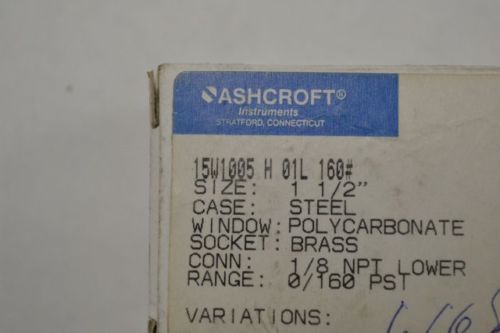 ASHCROFT®
Instruments
STRATFORD, CONNECTICUT
15W1005 H 01L 160#
SIZE: 1 1/2"
CASE: STEEL
WINDOW: POLYCARBONATE
SOCKET: BRASS
CONN: 1/8 NPT LOWER
RANGE: 0/160 PSI
VARIATIONS: